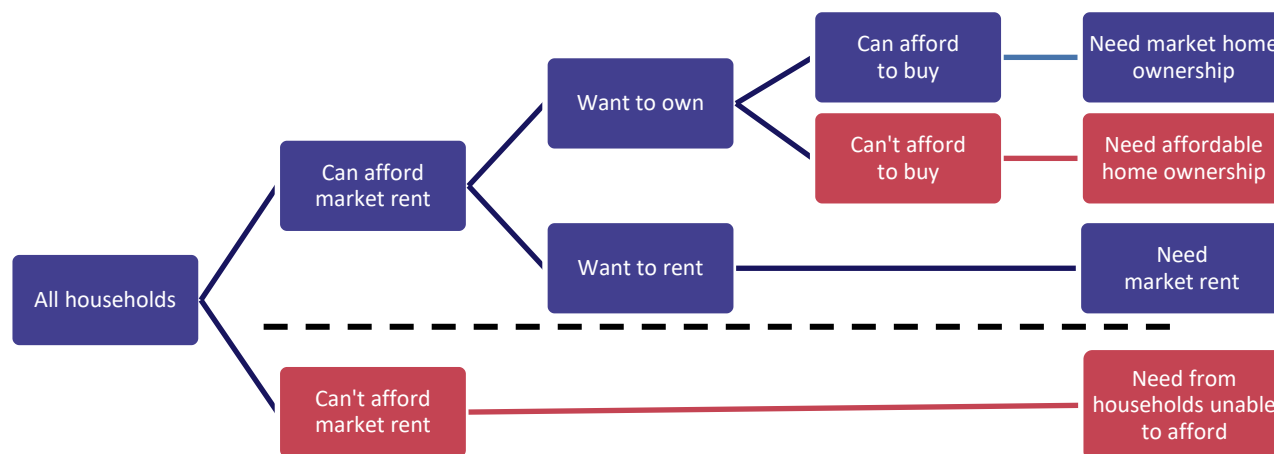 Can afford
to buy
Need market home
ownership
Want to own
Can't afford
to buy
Need affordable
home ownership
Can afford
market rent
Want to rent
Need
market rent
All households
Can't afford
market rent
Need from
households unable
to afford